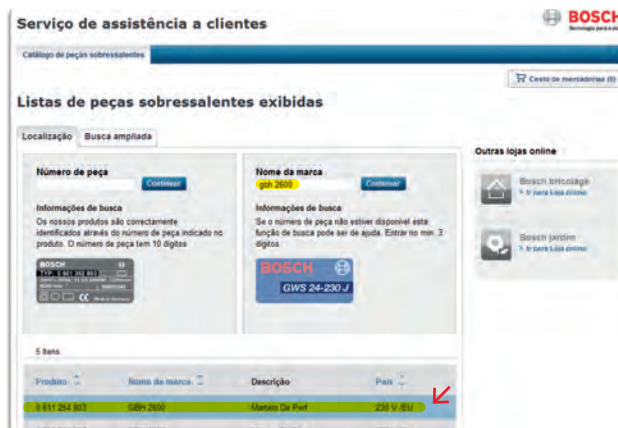 Serviço de assistência a clientes
BOSCH
Catálogo de peças sobressalentes
Cesto de mercadorias (0)
Listas de peças sobressalentes exibidas
Localização
Busca ampliada
Outras lojas online
Número de peça
Continuar
Informações de busca
Os nossos produtos são correctamente
identificados através do número de peça indicado no
produto. O número de peça tem 10 dígitos
BOSCH
Nome da marca
gbh 2600
Continuar
Informações de busca
Se o número de peça não estiver disponível esta
função de busca pode ser de ajuda. Entrar no min. 3
dígitos
BOSCH
GWS 24-230 J
Bosch bricolage
> Ir para Loja online
Bosch jardim
> Ir para Loja online
5 itens
Produto
Nome da marca
Descrição
País
0 611 254 803
GBH 2600
Martelo De Perf
230 V /EU